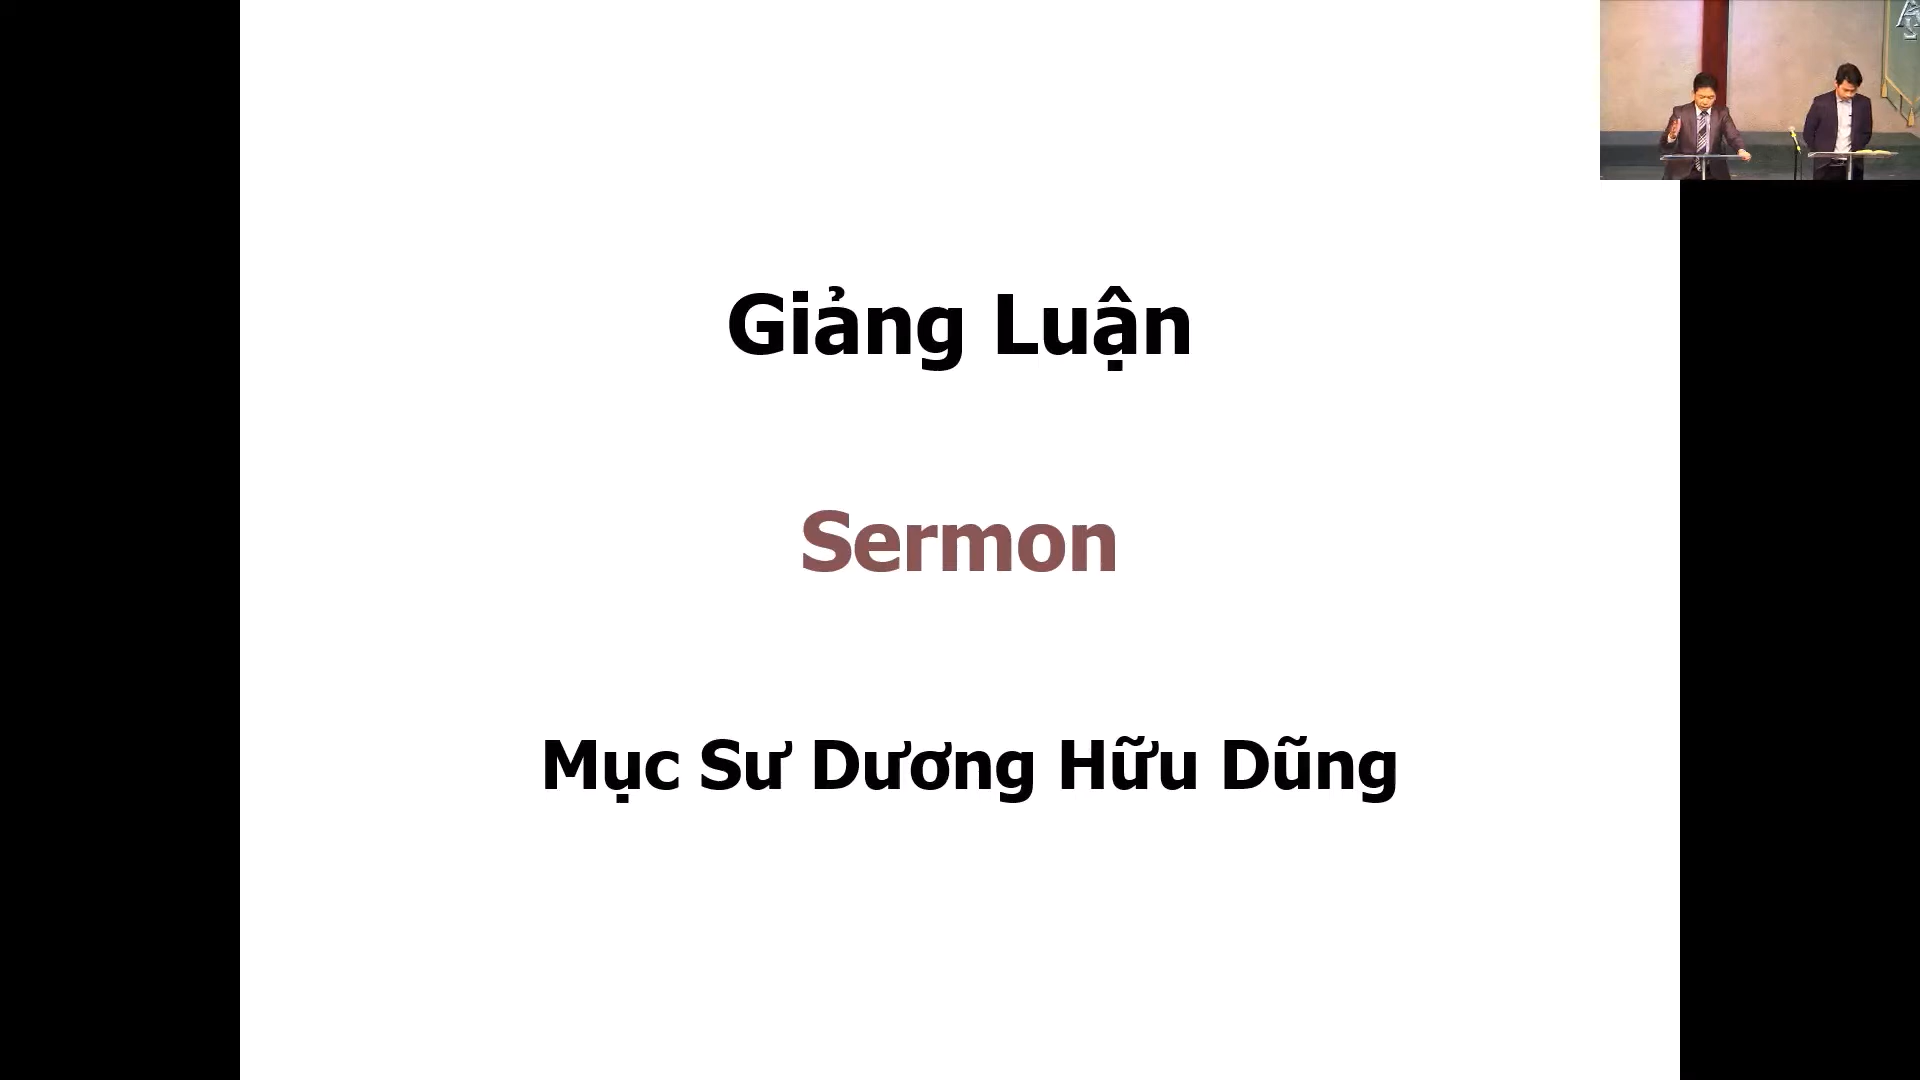 Giảng Luận
Sermon
Mục Sư Dương Hữu Dũng